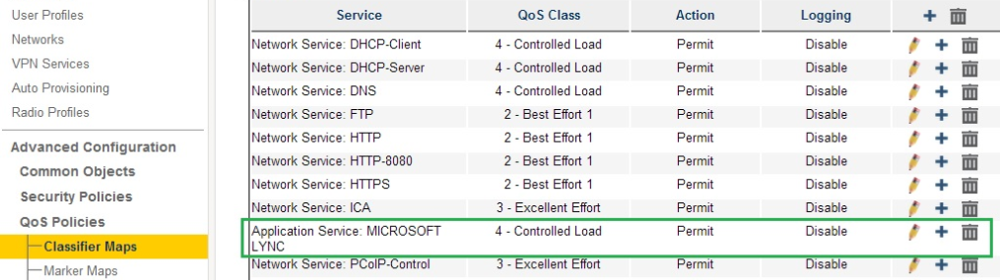 User Profiles
Networks
VPN Services
Auto Provisioning
Radio Profiles
Advanced Configuration
Common Objects
Security Policies
QoS Policies
Classifier Maps
Marker Maps
Service QoS Class Action Logging
Network Service: DHCP-Client 4 - Controlled Load Permit Disable
Network Service: DHCP-Server 4 - Controlled Load Permit Disable
Network Service: DNS 4 - Controlled Load Permit Disable
Network Service: FTP 2 - Best Effort 1 Permit Disable
Network Service: HTTP 2 - Best Effort 1 Permit Disable
Network Service: HTTP-8080 2 - Best Effort 1 Permit Disable
Network Service: HTTPS 2 - Best Effort 1 Permit Disable
Network Service: ICA 3 - Excellent Effort Permit Disable
Application Service: MICROSOFT 4 - Controlled Load Permit Disable
LYNC
Network Service: PCoIP-Control 3 - Excellent Effort Permit Disable